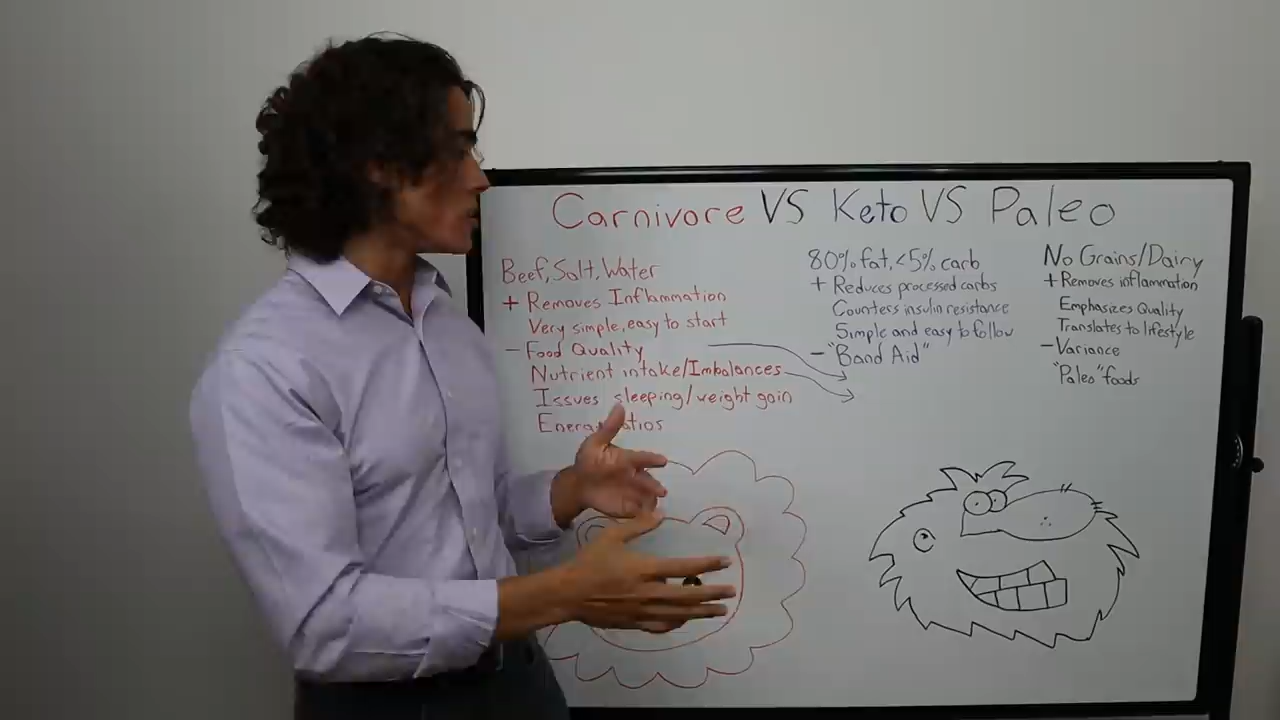 Carnivore VS Keto VS Paleo
Beef, Salt, Water
+ Removes Inflammation
Very simple, easy to start
- Food Quality
Nutrient intake/Imbalances
Issues sleeping/weight gain
80% fat, <5% carb
+ Reduces processed carbs
Counters insulin resistance
Simple and easy to follow
- "Band Aid"
No Grains/Dairy
+ Removes inflammation
Emphasizes Quality
Translates to lifestyle
- Variance
"Paleo" foods